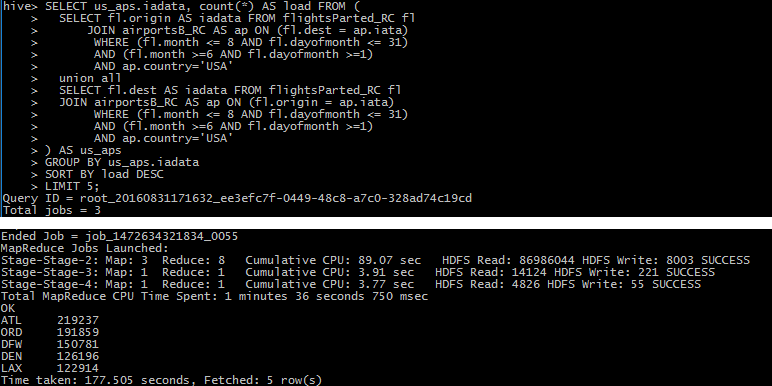 hive> SELECT us_aps.iadata, count(*) AS load FROM (
    >   SELECT fl.origin AS iadata FROM flightsParted_RC fl
    >      JOIN airportsB_RC AS ap ON (fl.dest = ap.iata)
    >       WHERE (fl.month <= 8 AND fl.dayofmonth <= 31)
    >       AND (fl.month >=6 AND fl.dayofmonth >=1)
    >       AND ap.country='USA'
    >   union all
    >   SELECT fl.dest AS iadata FROM flightsParted_RC fl
    >   JOIN airportsB_RC AS ap ON (fl.origin = ap.iata)
    >       WHERE (fl.month <= 8 AND fl.dayofmonth <= 31)
    >       AND (fl.month >=6 AND fl.dayofmonth >=1)
    >       AND ap.country='USA'
    > ) AS us_aps
    > GROUP BY us_aps.iadata
    > SORT BY load DESC
    > LIMIT 5;
Query ID = root_20160831171632_ee3efc7f-0449-48c8-a7c0-328ad74c19cd
Total jobs = 3
Ended Job = job_1472634321834_0055
MapReduce Jobs Launched:
Stage-Stage-2: Map: 3  Reduce: 8   Cumulative CPU: 89.07 sec   HDFS Read: 86986044 HDFS Write: 8003 SUCCESS
Stage-Stage-3: Map: 1  Reduce: 1   Cumulative CPU: 3.91 sec   HDFS Read: 14124 HDFS Write: 221 SUCCESS
Stage-Stage-4: Map: 1  Reduce: 1   Cumulative CPU: 3.77 sec   HDFS Read: 4826 HDFS Write: 55 SUCCESS
Total MapReduce CPU Time Spent: 1 minutes 36 seconds 750 msec
OK
ATL     219237
ORD     191859
DFW     150781
DEN     126196
LAX     122914
Time taken: 177.505 seconds, Fetched: 5 row(s)